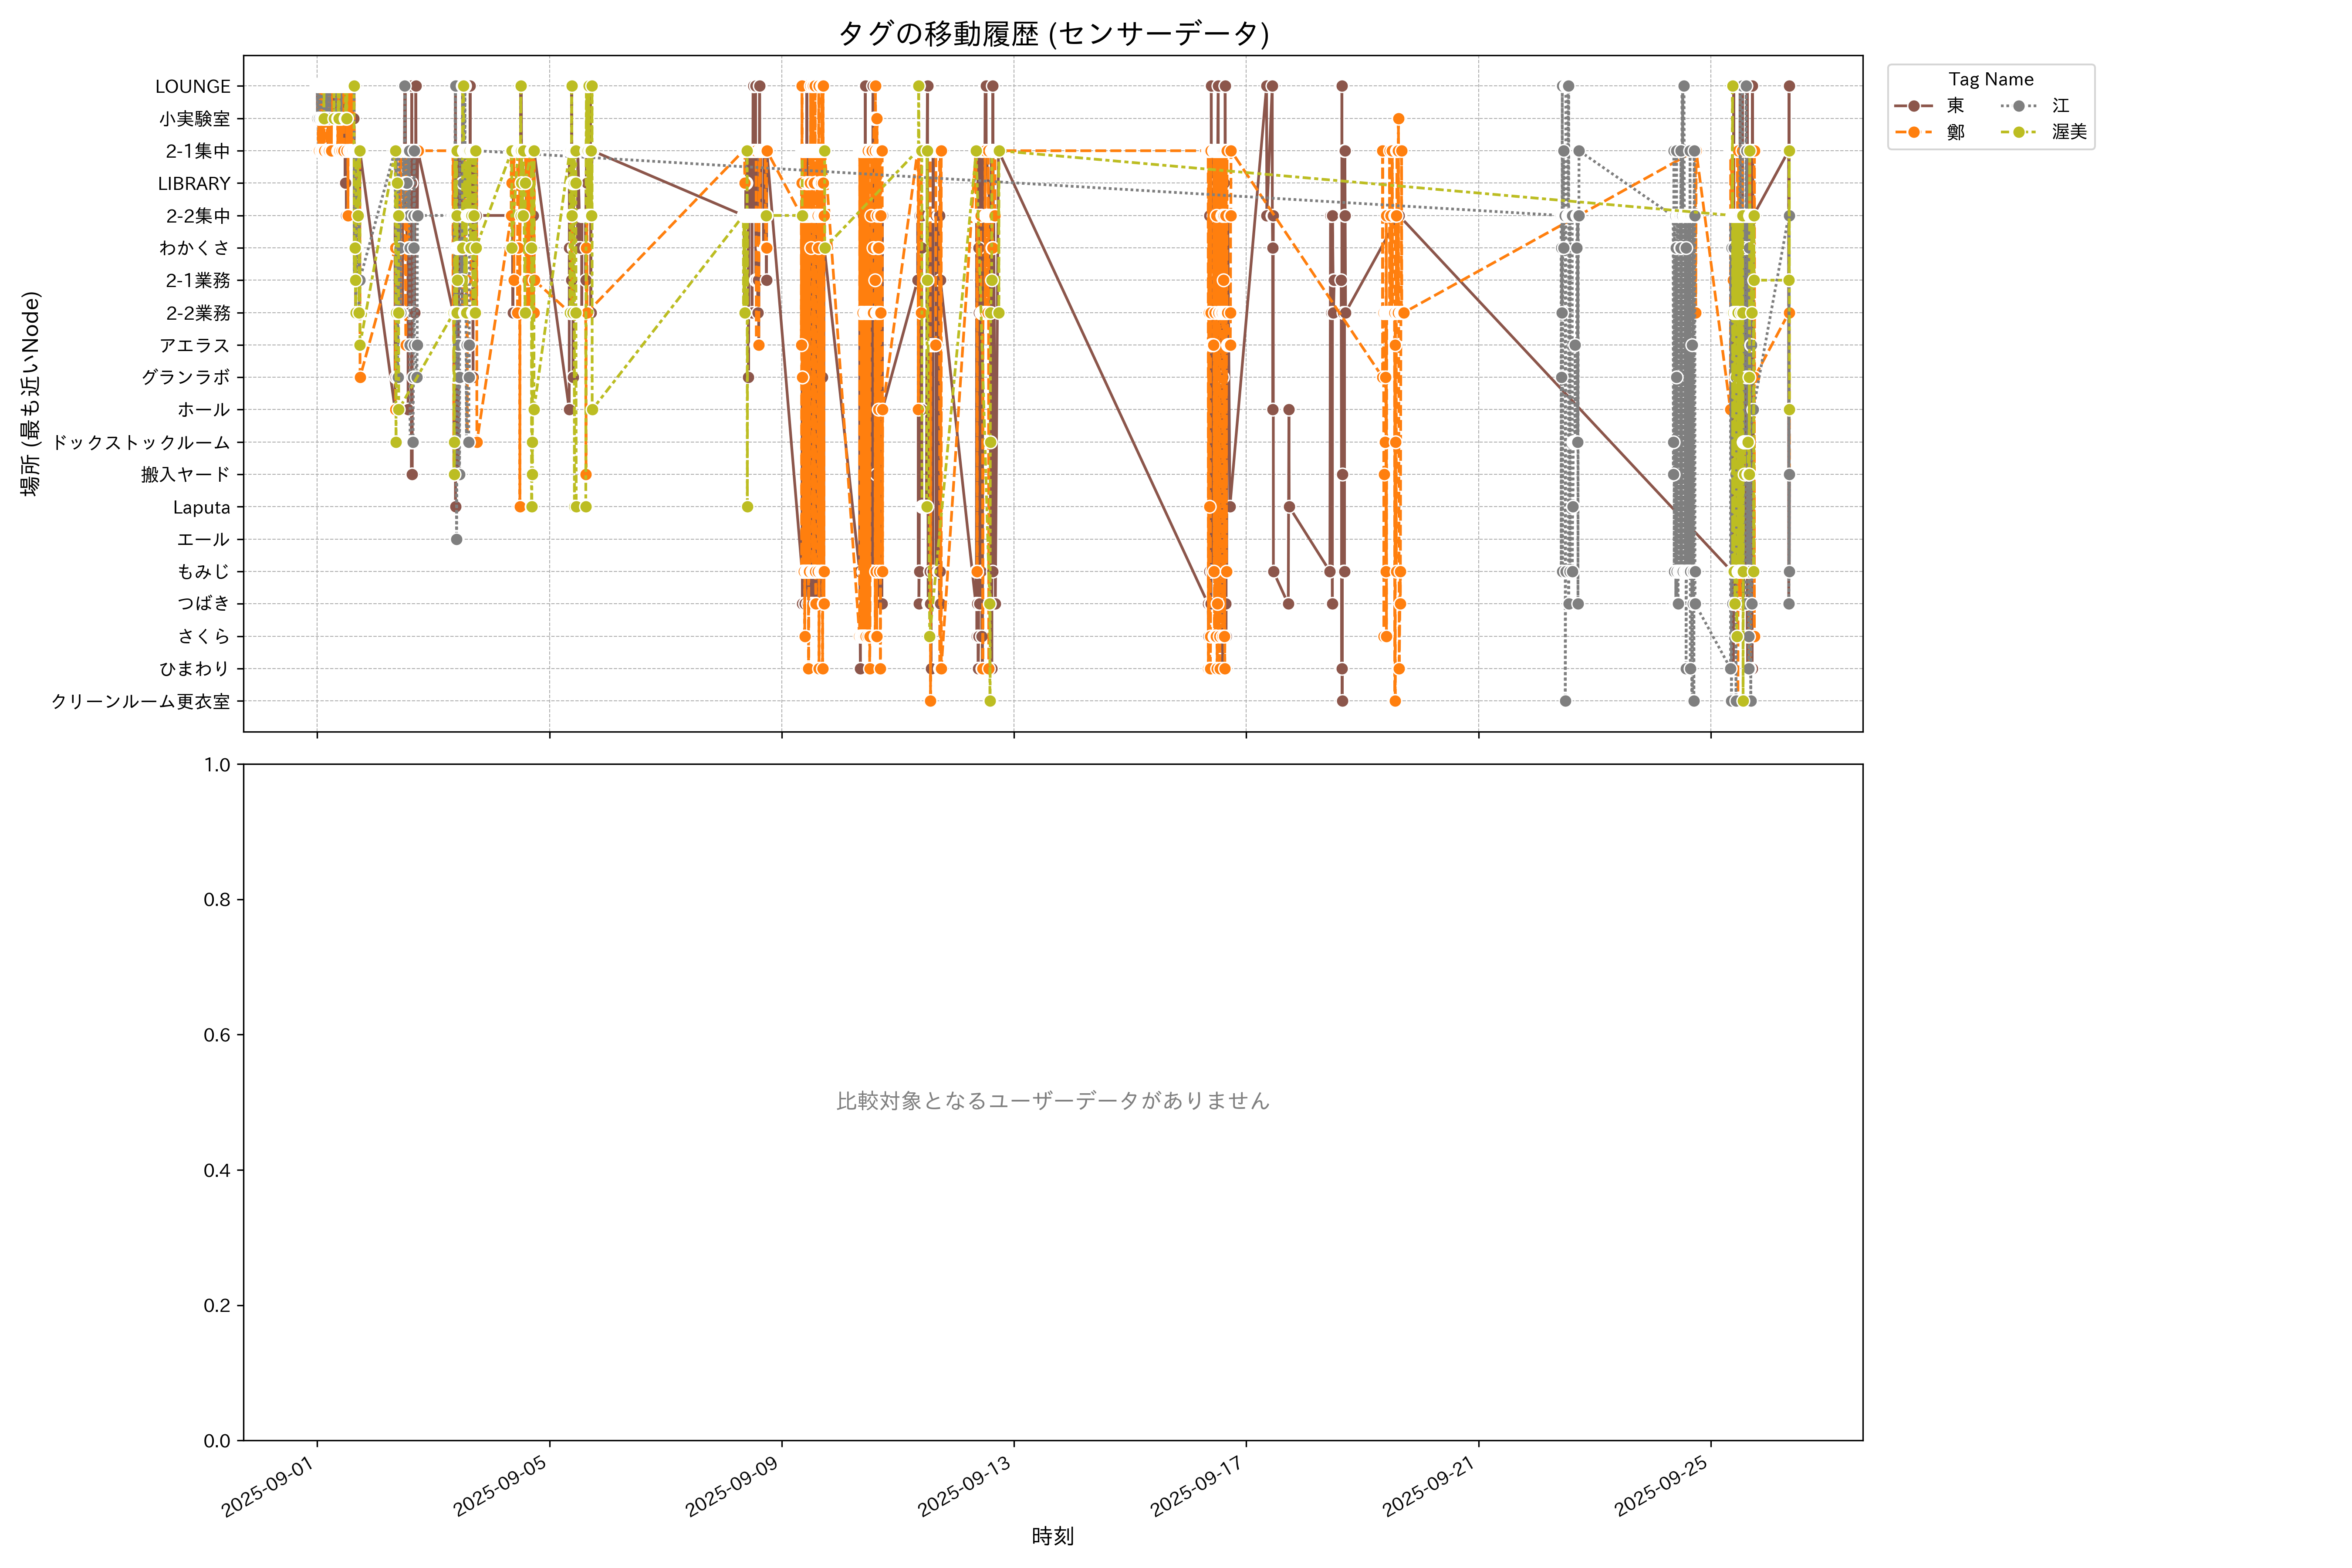 タグの移動履歴 (センサーデータ)
場所 (最も近いNode)
LOUNGE
小実験室
2-1集中
LIBRARY
2-2集中
わかくさ
2-1業務
2-2業務
アエラス
グランラボ
ホール
ドックストックルーム
搬入ヤード
Laputa
エール
もみじ
つばき
さくら
ひまわり
クリーンルーム更衣室
Tag Name
東 江
鄭 渥美
1.0
0.8
0.6
0.4
0.2
0.0
比較対象となるユーザーデータがありません
2025-09-01
2025-09-05
2025-09-09
2025-09-13
2025-09-17
2025-09-21
2025-09-25
時刻